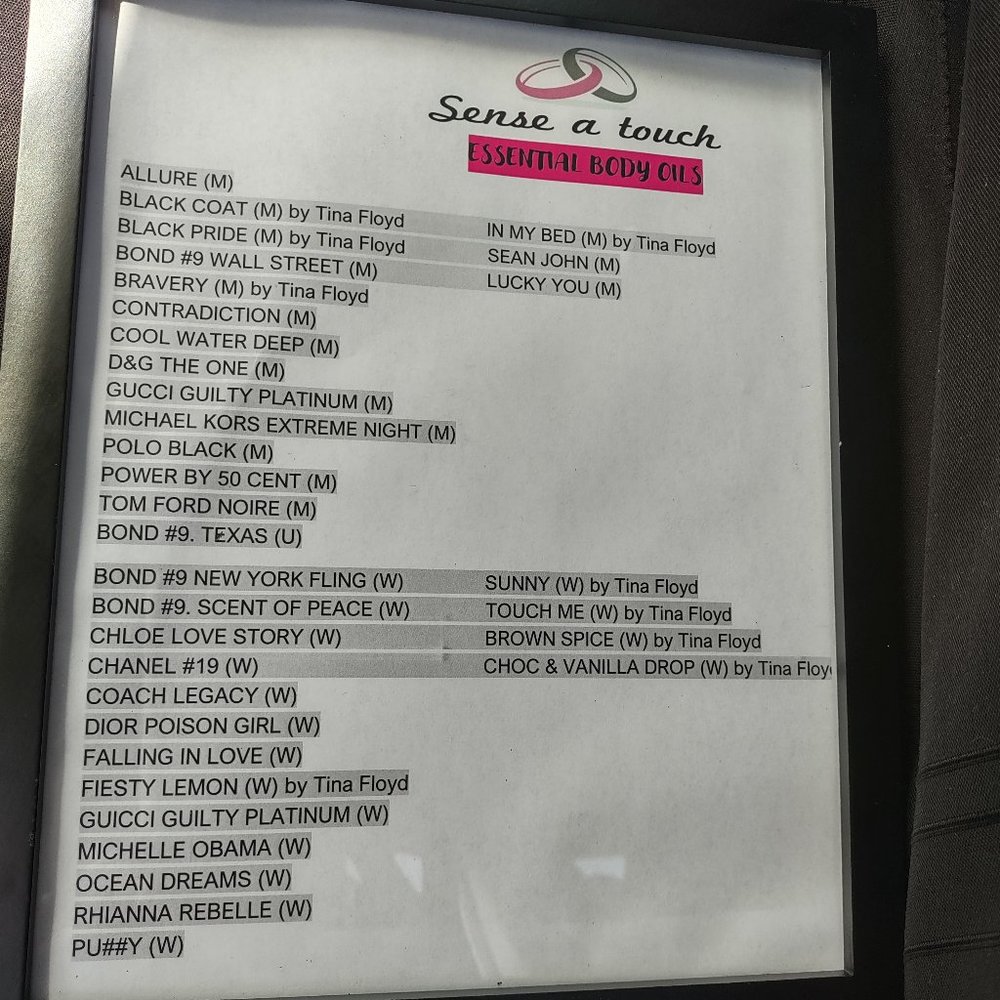 Sense a touch
ESSENTIAL BODY OILS
ALLURE (M)
BLACK COAT (M) by Tina Floyd
BLACK PRIDE (M) by Tina Floyd
BOND #9 WALL STREET (M)
BRAVERY (M) by Tina Floyd
CONTRADICTION (M)
COOL WATER DEEP (M)
D&G THE ONE (M)
GUCCI GUILTY PLATINUM (M)
MICHAEL KORS EXTREME NIGHT (M)
POLO BLACK (M)
POWER BY 50 CENT (M)
TOM FORD NOIRE (M)
BOND #9. TEXAS (U)
IN MY BED (M) by Tina Floyd
SEAN JOHN (M)
LUCKY YOU (M)
BOND #9 NEW YORK FLING (W)
BOND #9. SCENT OF PEACE (W)
CHLOE LOVE STORY (W)
CHANEL #19 (W)
COACH LEGACY (W)
DIOR POISON GIRL (W)
FALLING IN LOVE (W)
FIESTY LEMON (W) by Tina Floyd
GUICCI GUILTY PLATINUM (W)
MICHELLE OBAMA (W)
OCEAN DREAMS (W)
RHIANNA REBELLE (W)
PU##Y (W)
SUNNY (W) by Tina Floyd
TOUCH ME (W) by Tina Floyd
BROWN SPICE (W) by Tina Floyd
CHOC & VANILLA DROP (W) by Tina Floy